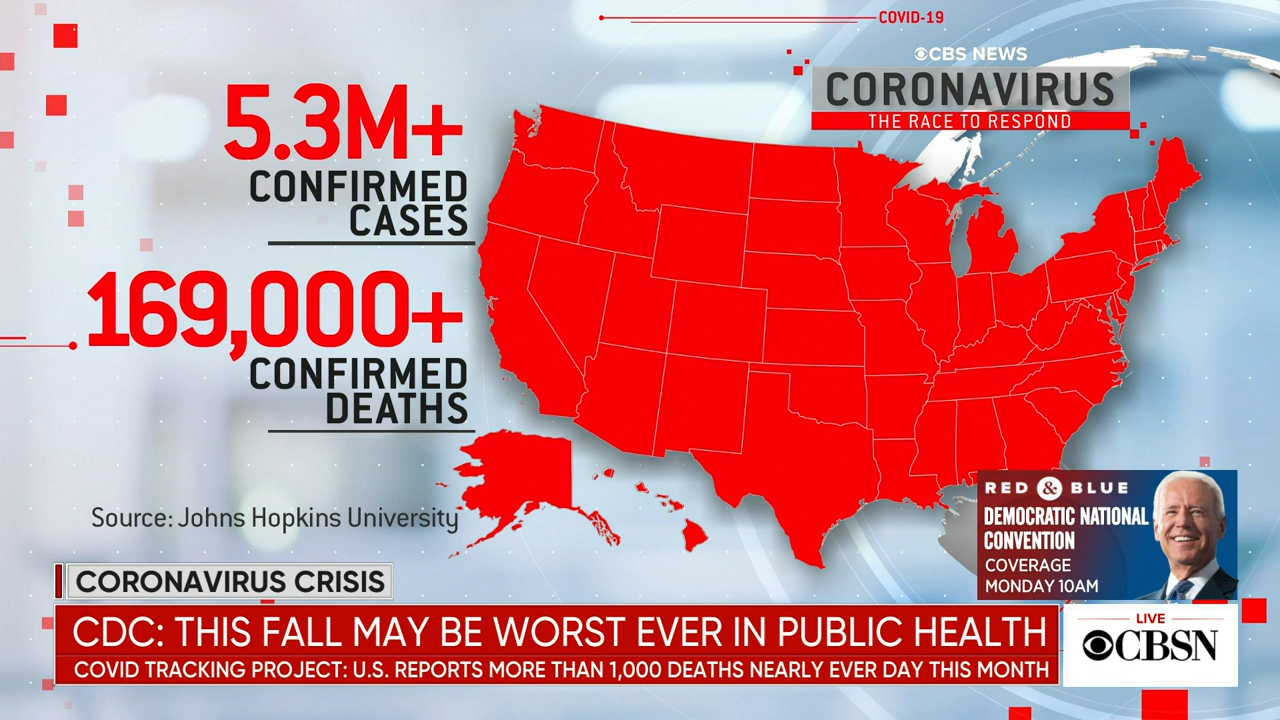 COVID-19
CBS NEWS
CORONAVIRUS
THE RACE TO RESPOND
5.3M+
CONFIRMED
CASES
169,000+
CONFIRMED
DEATHS
Source: Johns Hopkins University
RED & BLUE
DEMOCRATIC NATIONAL
CONVENTION
COVERAGE
MONDAY 10AM
CORONAVIRUS CRISIS
CDC: THIS FALL MAY BE WORST EVER IN PUBLIC HEALTH
COVID TRACKING PROJECT: U.S. REPORTS MORE THAN 1,000 DEATHS NEARLY EVER DAY THIS MONTH
LIVE
CBSN